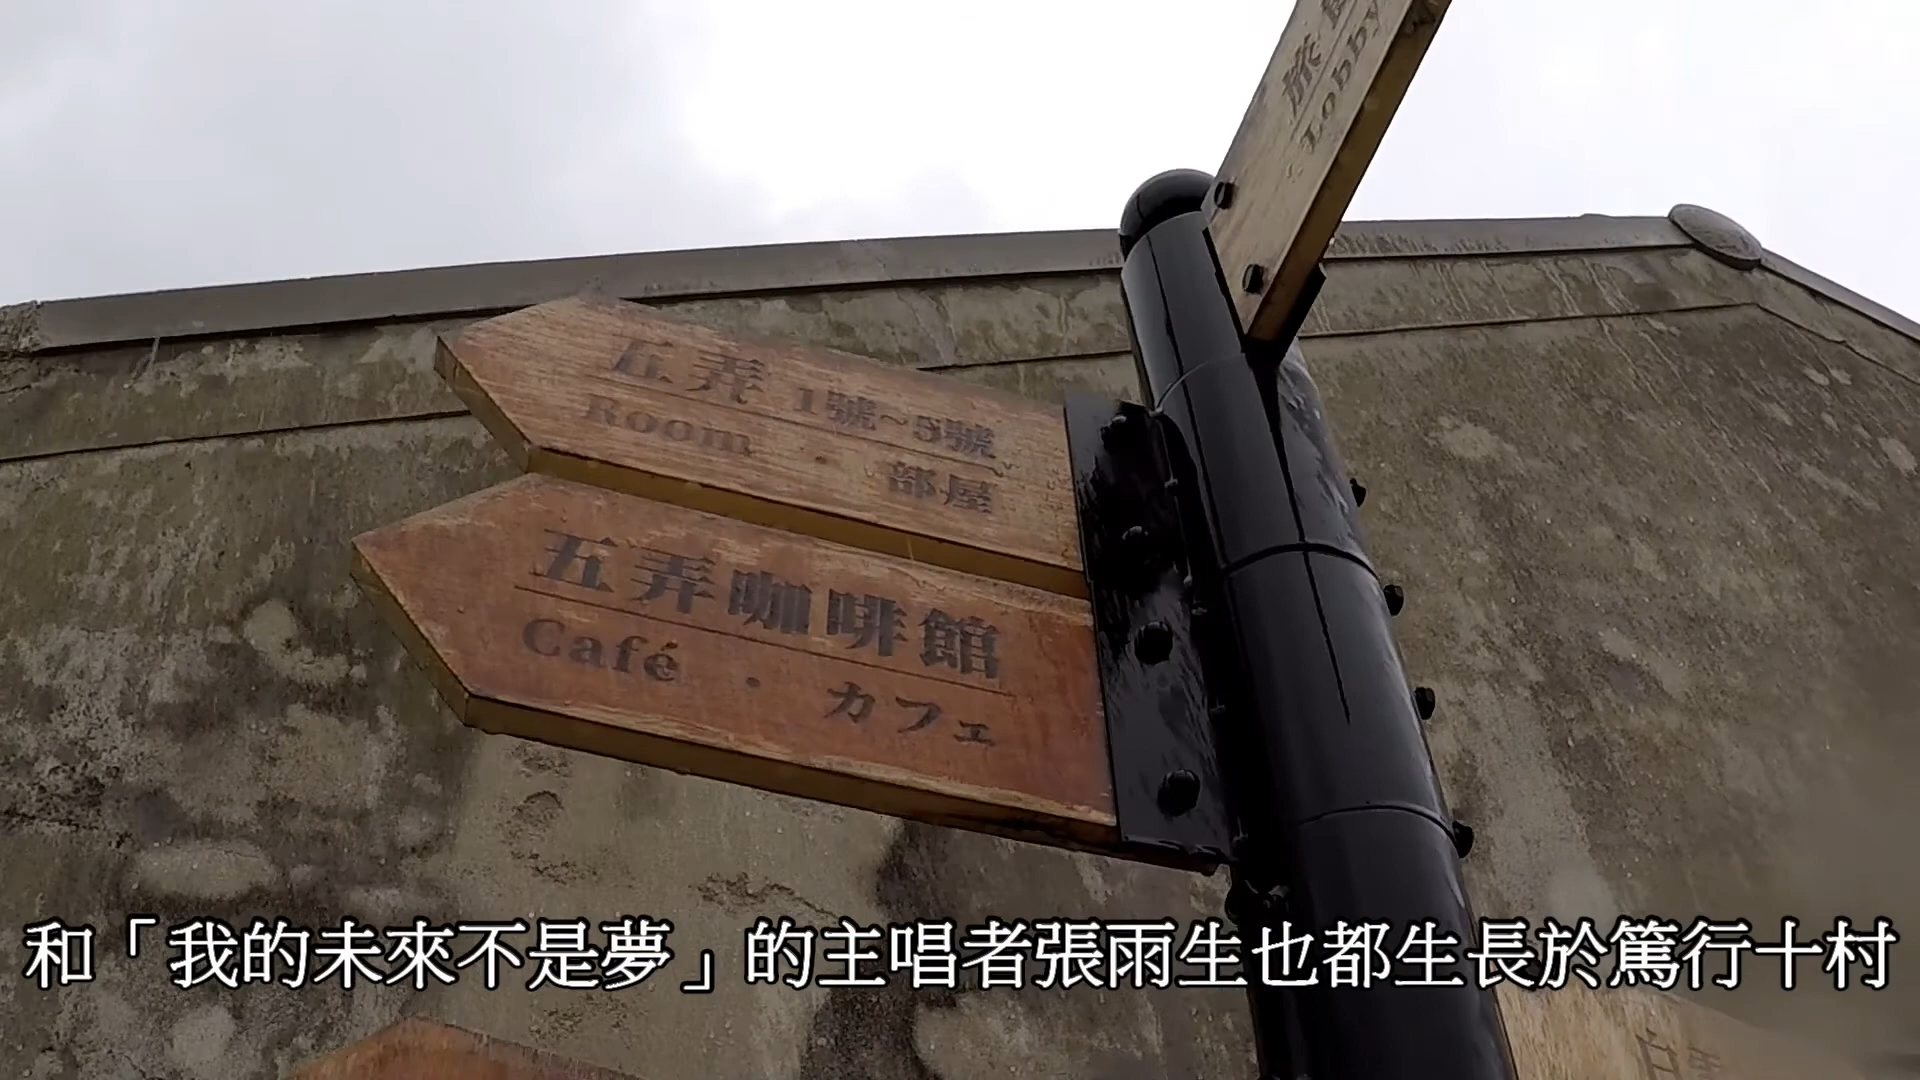 Lobby
五弄 1號~5號
Room · 部屋
五弄咖啡館
Café · カフェ
和「我的未來不是夢」的主唱者張雨生也都生長於篤行十村